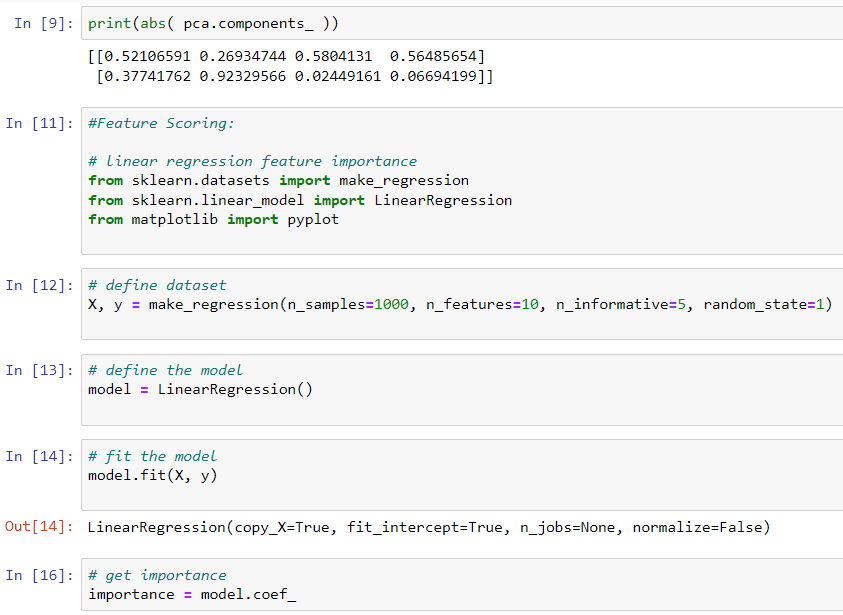 In [9]: print(abs( pca.components_ ))
[[0.52106591 0.26934744 0.5804131  0.56485654]
 [0.37741762 0.92329566 0.02449161 0.06694199]]
In [11]: #Feature Scoring:
# linear regression feature importance
from sklearn.datasets import make_regression
from sklearn.linear_model import LinearRegression
from matplotlib import pyplot
In [12]: # define dataset
X, y = make_regression(n_samples=1000, n_features=10, n_informative=5, random_state=1)
In [13]: # define the model
model = LinearRegression()
In [14]: # fit the model
model.fit(X, y)
Out[14]: LinearRegression(copy_X=True, fit_intercept=True, n_jobs=None, normalize=False)
In [16]: # get importance
importance = model.coef_